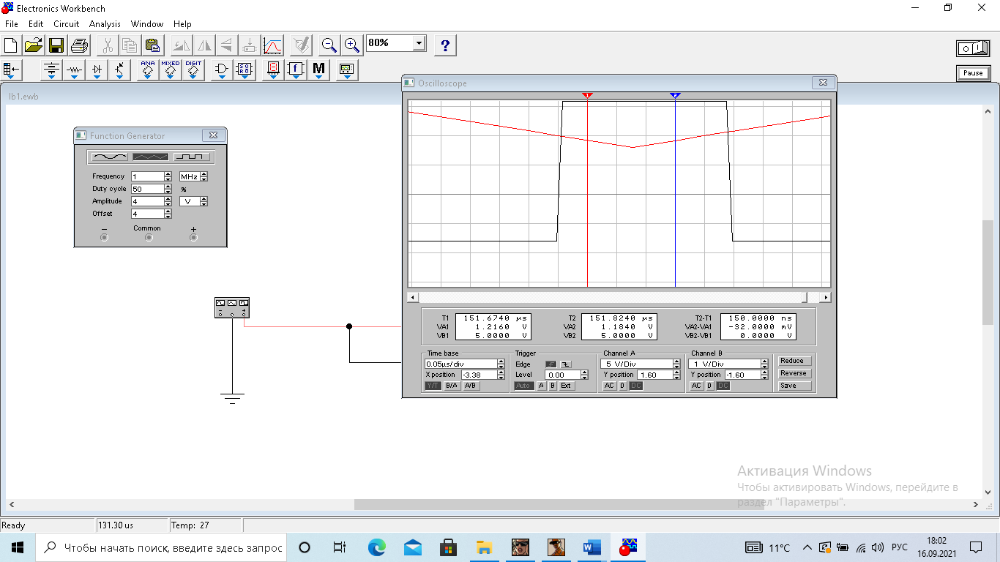 Electronics Workbench
File Edit Circuit Analysis Window Help
80%
?
O I
ANA MIXED DIGIT
f M
Pause
lb1.ewb
Function Generator
Frequency 1 MHz
Duty cycle 50 %
Amplitude 4 V
Offset 4
− Common +
Oscilloscope
1 2
T1 151.6740 µs
VA1 1.2160 V
VB1 5.0000 V
T2 151.8240 µs
VA2 1.1840 V
VB2 5.0000 V
T2-T1 150.0000 ns
VA2-VA1 -32.0000 mV
VB2-VB1 0.0000 V
Time base
0.05µs/div
X position -3.38
Y/T B/A A/B
Trigger
Edge
Level 0.00
Auto A B Ext
Channel A
5 V/Div
Y position 1.60
AC 0 DC
Channel B
1 V/Div
Y position -1.60
AC 0 DC
Reduce
Reverse
Save
− +
Активация Windows
Чтобы активировать Windows, перейдите в
раздел "Параметры".
Ready 131.30 us Temp: 27
Чтобы начать поиск, введите здесь запрос
11°C
РУС
18:02
16.09.2021